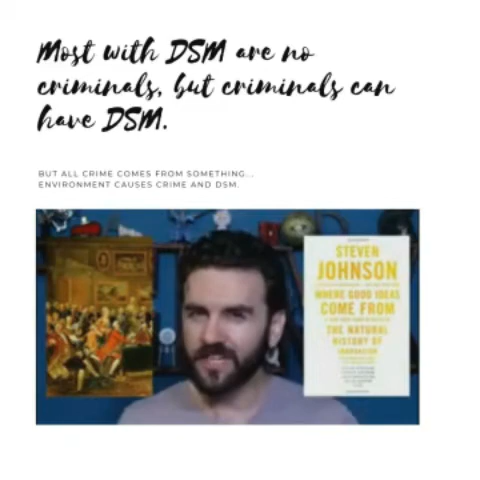 Most with DSM are no
criminals, but criminals can
have DSM.
BUT ALL CRIME COMES FROM SOMETHING...
ENVIRONMENT CAUSES CRIME AND DSM.
STEVEN
JOHNSON
WHERE GOOD IDEAS
COME FROM
THE NATURAL
HISTORY OF
INNOVATION